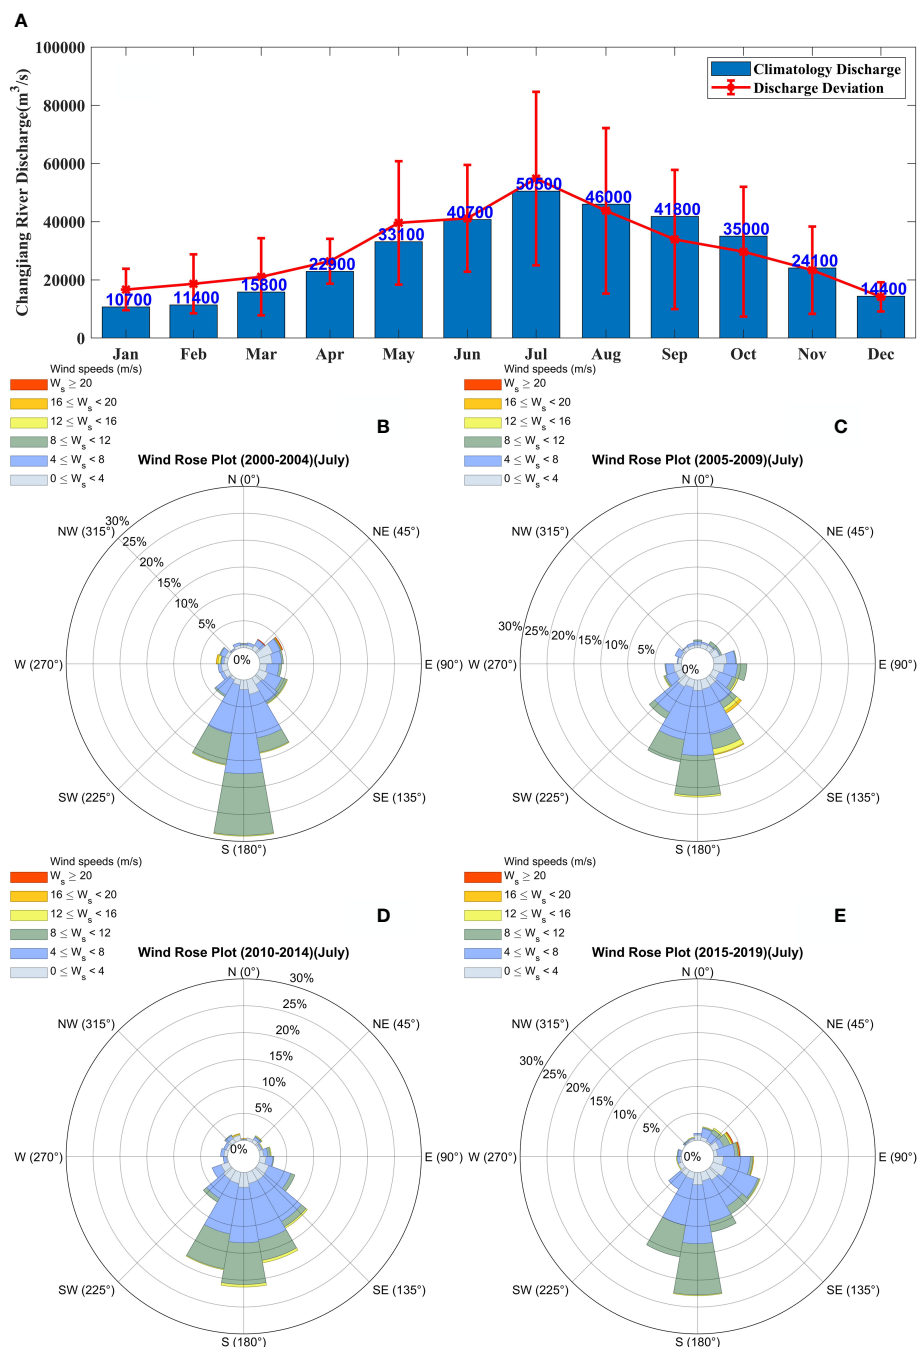 A
100000
80000
60000
40000
20000
0
Changjiang River Discharge(m³/s)
Climatology Discharge
Discharge Deviation
10700
11400
15800
22900
33100
40700
50500
46000
41800
35000
24100
14400
Jan Feb Mar Apr May Jun Jul Aug Sep Oct Nov Dec
Wind speeds (m/s)
Ws ≥ 20
16 ≤ Ws < 20
12 ≤ Ws < 16
8 ≤ Ws < 12
4 ≤ Ws < 8
0 ≤ Ws < 4
B
Wind Rose Plot (2000-2004)(July)
N (0°)
NW (315°)
NE (45°)
30%
25%
20%
15%
10%
5%
0%
W (270°)
E (90°)
SW (225°)
SE (135°)
S (180°)
Wind speeds (m/s)
Ws ≥ 20
16 ≤ Ws < 20
12 ≤ Ws < 16
8 ≤ Ws < 12
4 ≤ Ws < 8
0 ≤ Ws < 4
C
Wind Rose Plot (2005-2009)(July)
N (0°)
NW (315°)
NE (45°)
30% 25% 20% 15% 10% 5%
0%
W (270°)
E (90°)
SW (225°)
SE (135°)
S (180°)
Wind speeds (m/s)
Ws ≥ 20
16 ≤ Ws < 20
12 ≤ Ws < 16
8 ≤ Ws < 12
4 ≤ Ws < 8
0 ≤ Ws < 4
D
Wind Rose Plot (2010-2014)(July)
N (0°)
30%
25%
NW (315°)
NE (45°)
20%
15%
10%
5%
0%
W (270°)
E (90°)
SW (225°)
SE (135°)
S (180°)
Wind speeds (m/s)
Ws ≥ 20
16 ≤ Ws < 20
12 ≤ Ws < 16
8 ≤ Ws < 12
4 ≤ Ws < 8
0 ≤ Ws < 4
E
Wind Rose Plot (2015-2019)(July)
N (0°)
NW (315°)
NE (45°)
30%
25%
20%
15%
10%
5%
0%
W (270°)
E (90°)
SW (225°)
SE (135°)
S (180°)